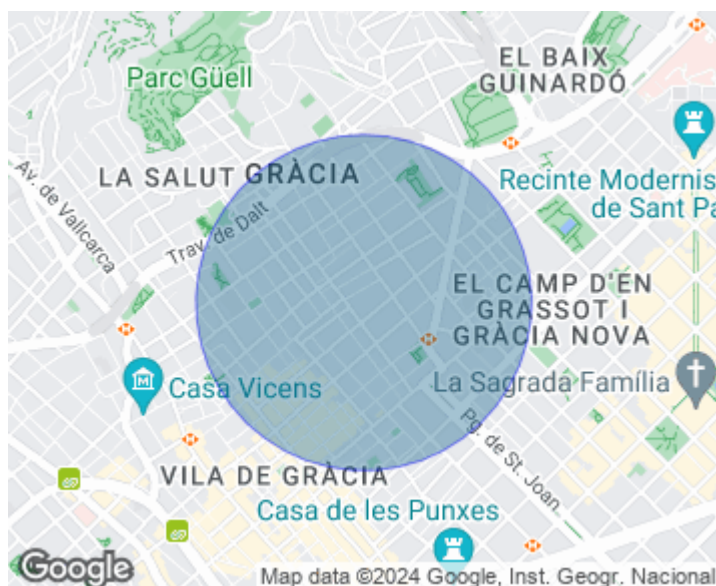 Parc Güell
EL BAIX
GUINARDÓ
LA SALUT
GRÀCIA
Av. de Vallcarca
Trav. de Dalt
Recinte Modernis
de Sant Pa
EL CAMP D'EN
GRASSOT I
GRÀCIA NOVA
M
Casa Vicens
La Sagrada Família
Pg. de St. Joan
VILA DE GRÀCIA
Casa de les Punxes
Google
Map data ©2024 Google, Inst. Geogr. Nacional